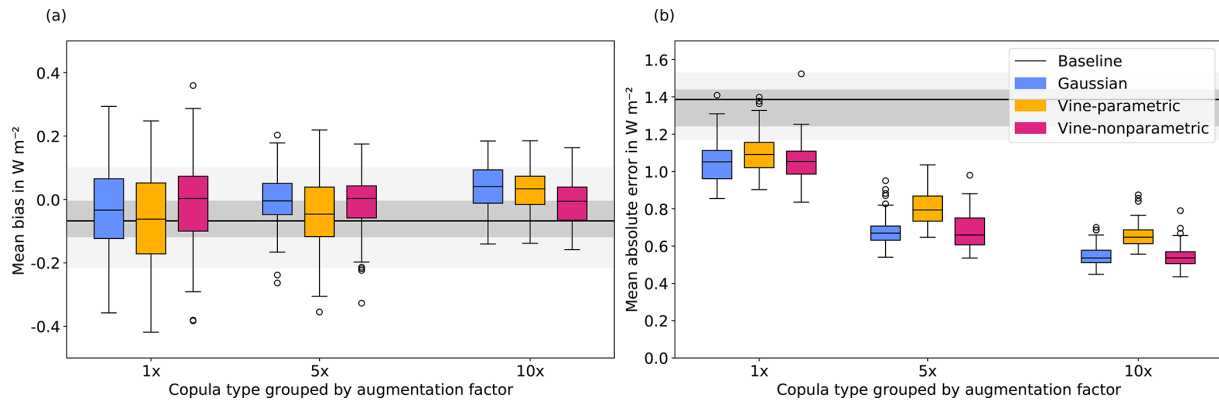 (a)
Mean bias in W m⁻²
0.4
0.2
0.0
-0.2
-0.4
1x
5x
10x
Copula type grouped by augmentation factor
(b)
Mean absolute error in W m⁻²
1.6
1.4
1.2
1.0
0.8
0.6
0.4
0.2
0.0
1x
5x
10x
Copula type grouped by augmentation factor
Baseline
Gaussian
Vine-parametric
Vine-nonparametric